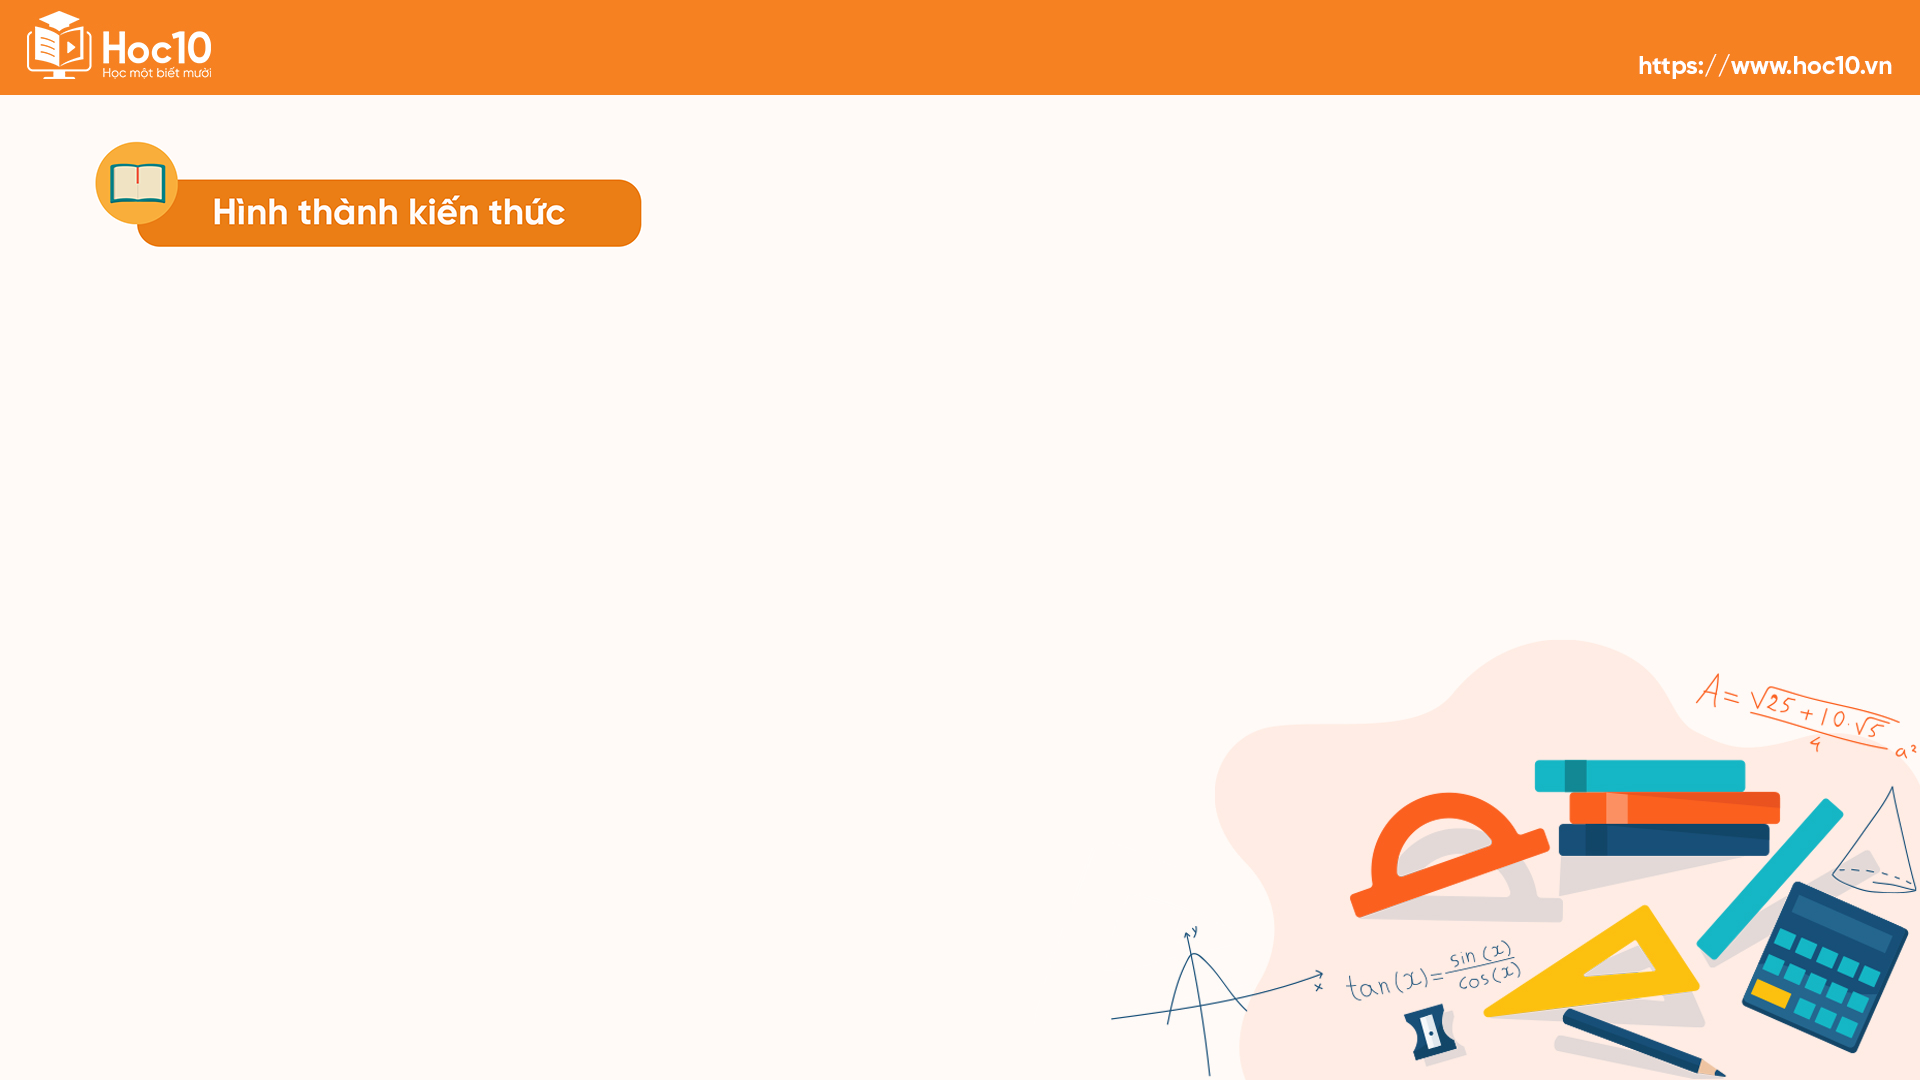 Hoc10
Học một biết mười
https://www.hoc10.vn
Hình thành kiến thức
A = √25 + 10·√5
4
a²
y
x
tan(x) = sin(x)
cos(x)